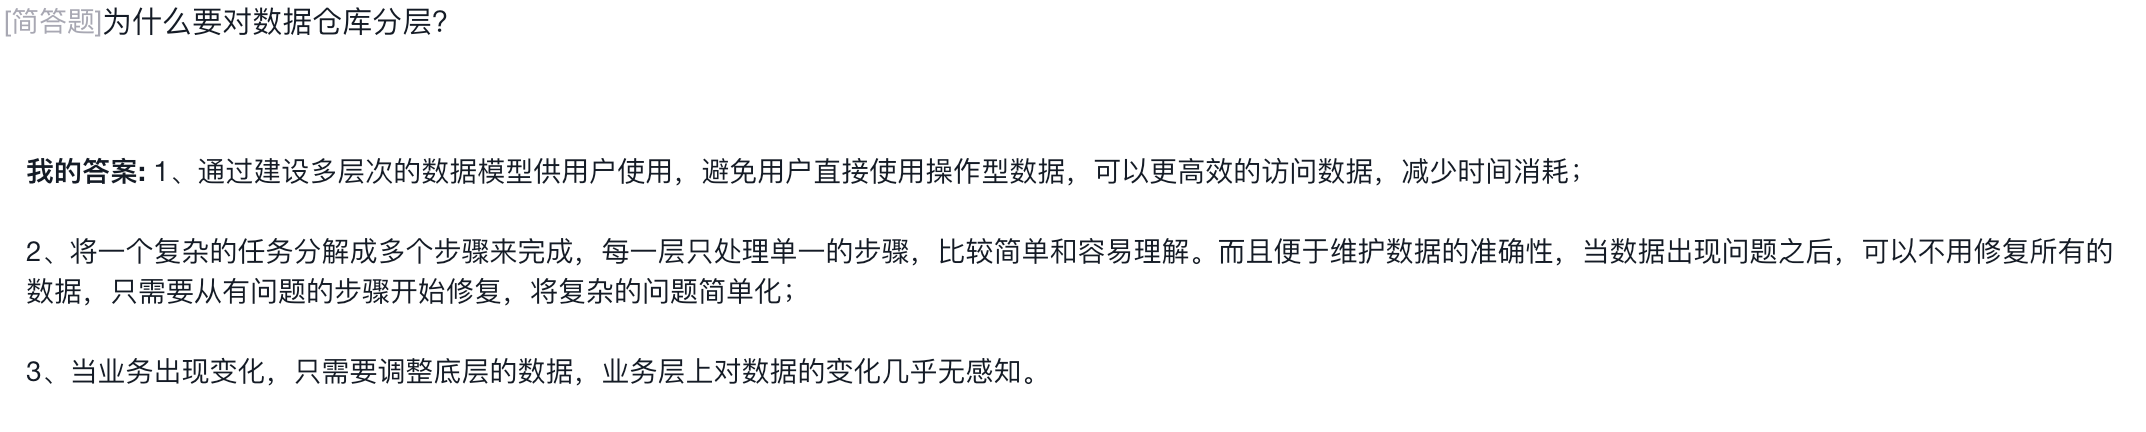 [简答题]为什么要对数据仓库分层?
我的答案: 1、通过建设多层次的数据模型供用户使用，避免用户直接使用操作型数据，可以更高效的访问数据，减少时间消耗；
2、将一个复杂的任务分解成多个步骤来完成，每一层只处理单一的步骤，比较简单和容易理解。而且便于维护数据的准确性，当数据出现问题之后，可以不用修复所有的
数据，只需要从有问题的步骤开始修复，将复杂的问题简单化；
3、当业务出现变化，只需要调整底层的数据，业务层上对数据的变化几乎无感知。